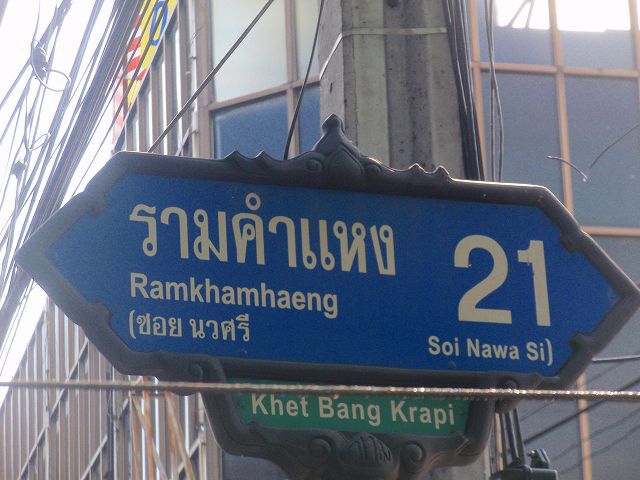 รามคำแหง 21
Ramkhamhaeng
(ซอย นวศรี Soi Nawa Si)
Khet Bang Krapi